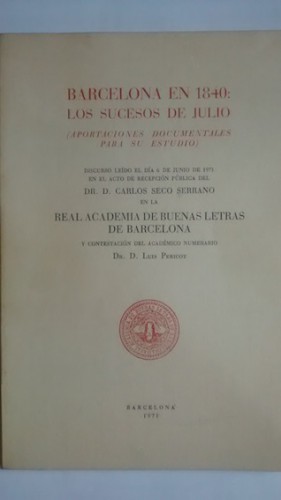 BARCELONA EN 1840:
LOS SUCESOS DE JULIO
(APORTACIONES DOCUMENTALES
PARA SU ESTUDIO)
DISCURSO LEÍDO EL DÍA 6 DE JUNIO DE 1971
EN EL ACTO DE RECEPCIÓN PÚBLICA DEL
DR. D. CARLOS SECO SERRANO
EN LA
REAL ACADEMIA DE BUENAS LETRAS
DE BARCELONA
Y CONTESTACIÓN DEL ACADÉMICO NUMERARIO
DR. D. LUIS PERICOT
BARCELONA
1971